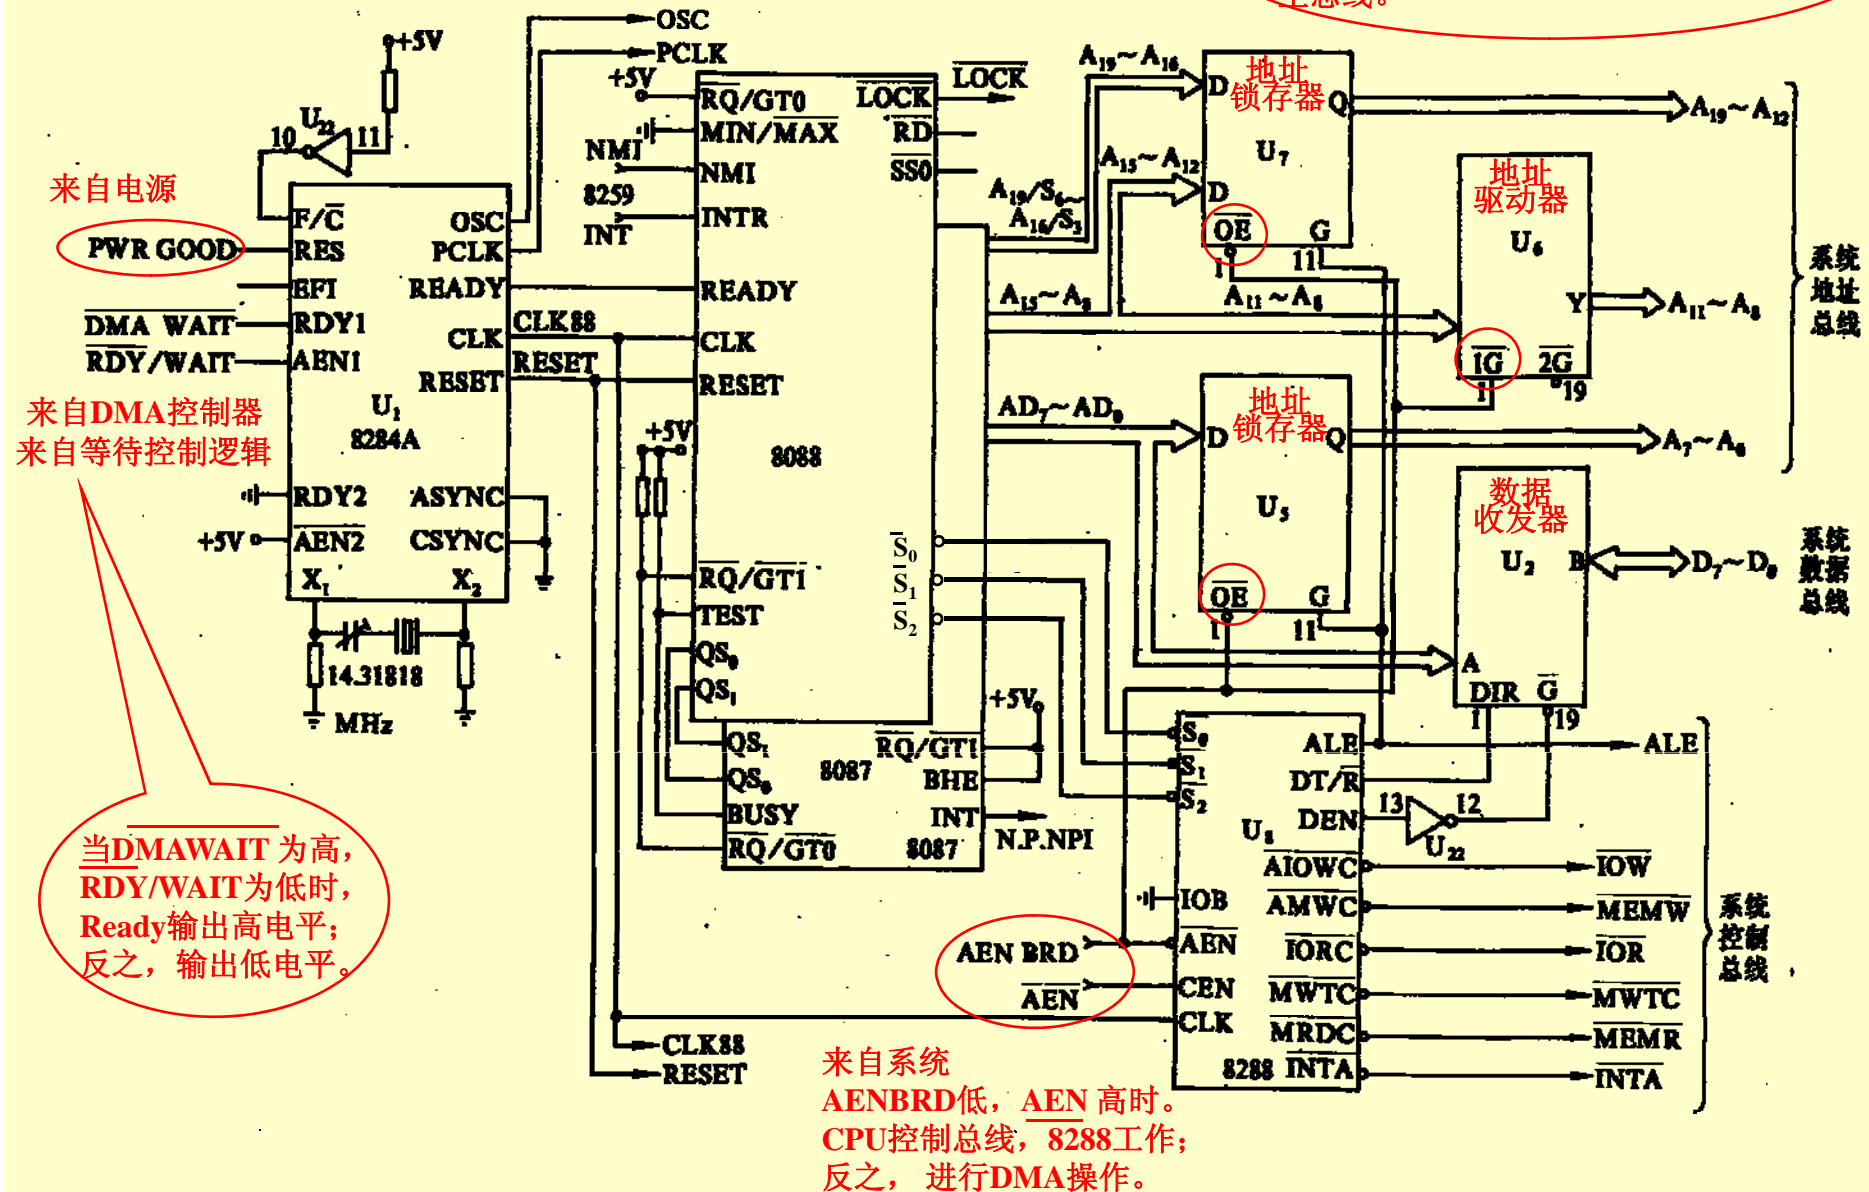 OSC
PCLK
+5V
U22
10
11
来自电源
PWR GOOD
F/C̅
RES
EFI
DMA WAIT
RDY1
RDY/WAIT
AEN1
OSC
PCLK
READY
CLK
RESET
CLK88
RESET
U1
8284A
来自DMA控制器
来自等待控制逻辑
RDY2
+5V
AEN2
ASYNC
CSYNC
X1
X2
14.31818
MHz
当DMAWAIT 为高，
RDY/WAIT为低时，
Ready输出高电平；
反之，输出低电平。
+5V
RQ/GT0
MIN/MAX
NMI
NMI
8259
INT
INTR
READY
CLK
RESET
+5V
8088
RQ/GT1
TEST
QS0
QS1
LOCK
LOCK
RD
SS0
A19/S6~
A16/S3
A15~A8
AD7~AD0
S̅0
S̅1
S̅2
QS1
QS0
BUSY
RQ/GT0
8087
8087
RQ/GT1
BHE
INT
+5V
N.P.NPI
A19~A16
A15~A12
A11~A8
D
D
地址
锁存器
Q
U7
OE
G
1
11
A19~A12
地址
驱动器
U6
Y
1G
2G
1
19
A11~A8
系统
地址
总线
D
地址
锁存器
Q
U5
OE
G
1
11
A7~A0
数据
收发器
U2
B
A
DIR
G̅
1
19
D7~D0
系统
数据
总线
S0
S1
S2
U8
IOB
AEN
CEN
CLK
8288
AEN BRD
AEN
ALE
DT/R
DEN
13
12
U22
AIOWC
AMWC
IORC
MWTC
MRDC
INTA
ALE
IOW
MEMW
IOR
MWTC
MEMR
INTA
系统
控制
总线
CLK88
RESET
来自系统
AENBRD低，AEN 高时。
CPU控制总线，8288工作；
反之， 进行DMA操作。